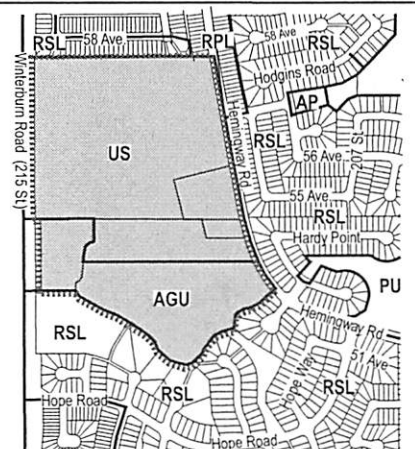 RSL
58 Ave
RPL
58 Ave
RSL
Hodgins Road
AP
Winterburn Road (215 St)
US
Hemingway Rd
RSL
56 Ave
207 St
55 Ave
RSL
Hardy Point
AGU
PU
Hemingway Rd
RSL
51 Ave
RSL
Hope Way
RSL
Hope Road
Hope Road